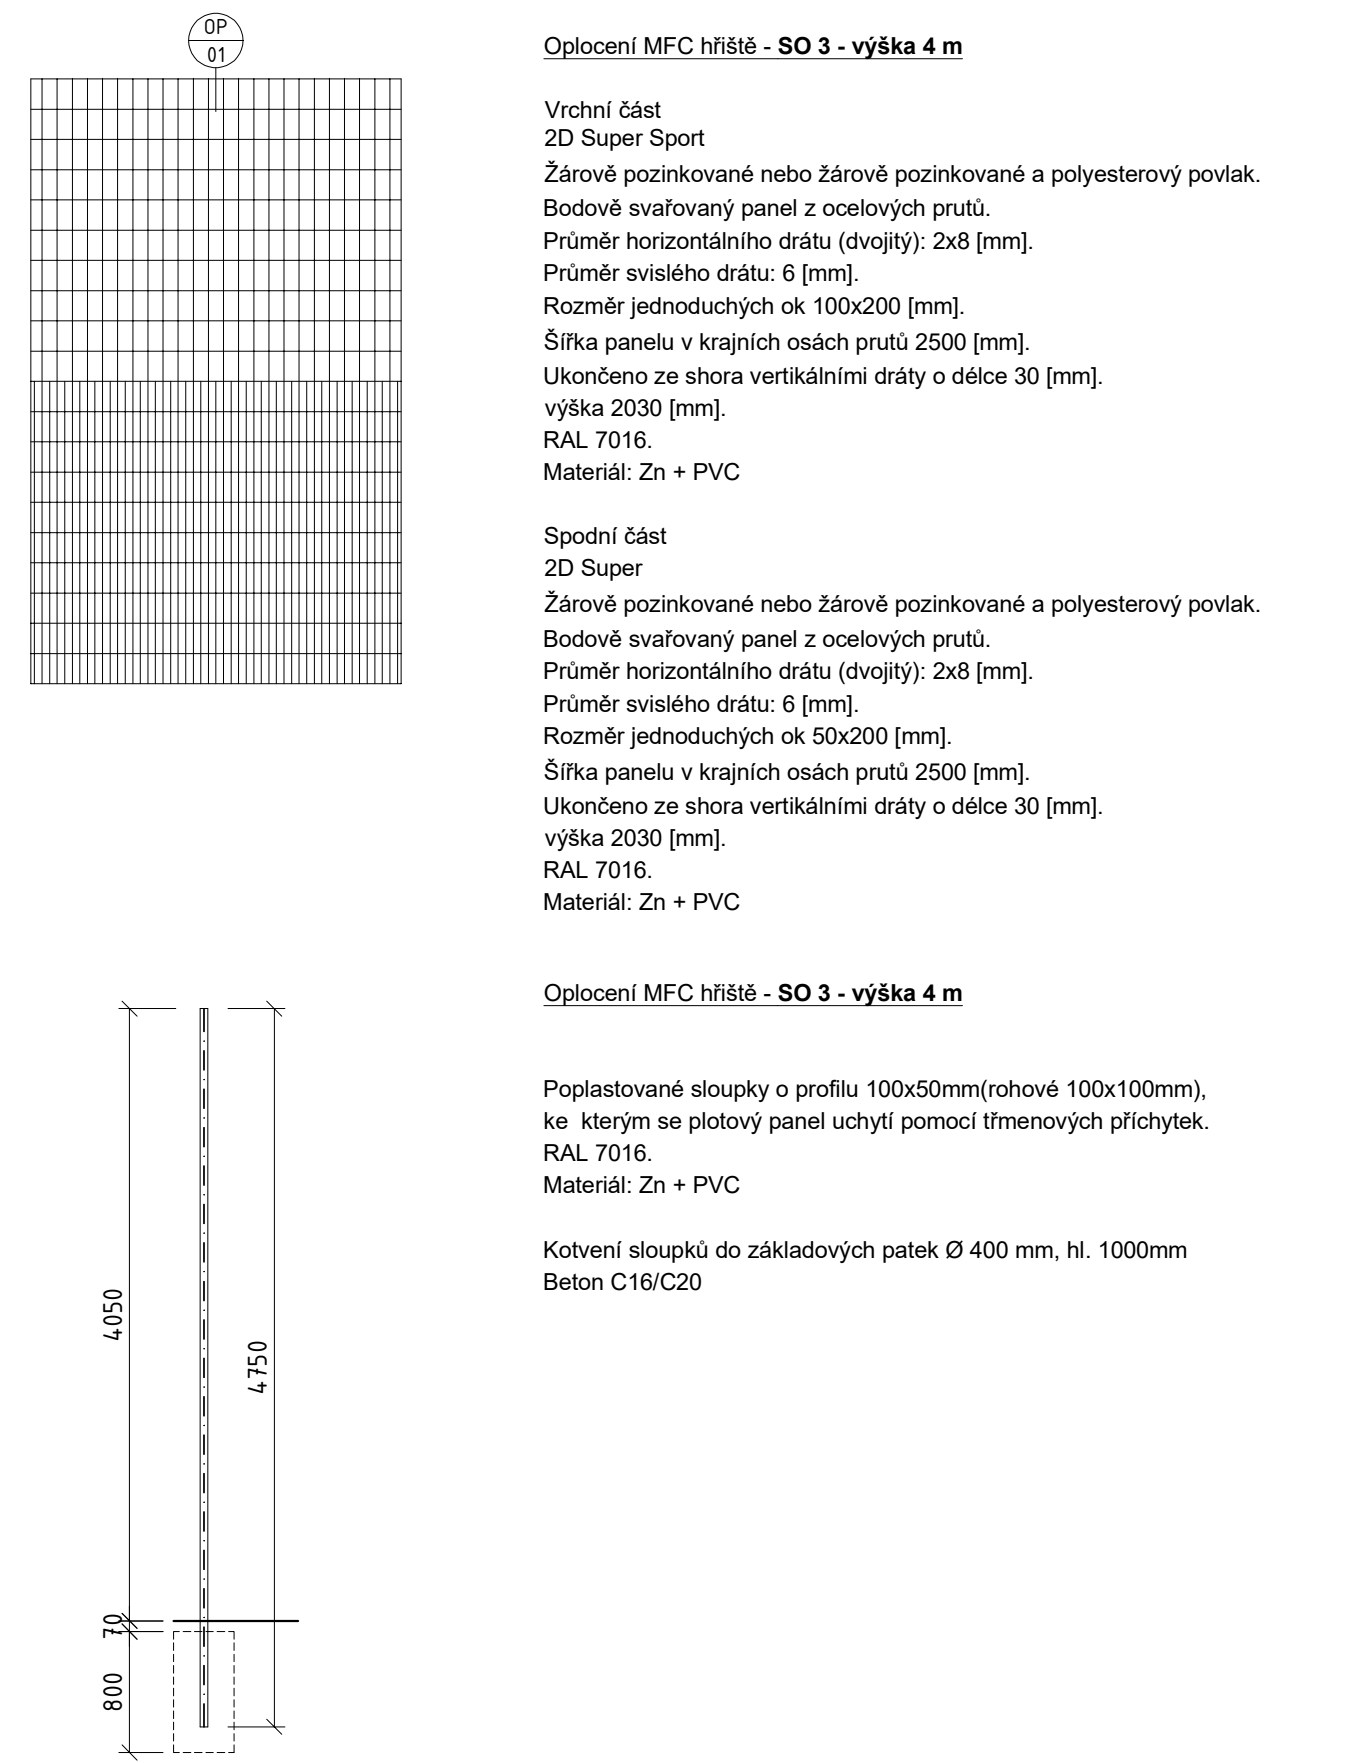 OP
01
Oplocení MFC hřiště - SO 3 - výška 4 m
Vrchní část
2D Super Sport
Žárově pozinkované nebo žárově pozinkované a polyesterový povlak.
Bodově svařovaný panel z ocelových prutů.
Průměr horizontálního drátu (dvojitý): 2x8 [mm].
Průměr svislého drátu: 6 [mm].
Rozměr jednoduchých ok 100x200 [mm].
Šířka panelu v krajních osách prutů 2500 [mm].
Ukončeno ze shora vertikálními dráty o délce 30 [mm].
výška 2030 [mm].
RAL 7016.
Materiál: Zn + PVC
Spodní část
2D Super
Žárově pozinkované nebo žárově pozinkované a polyesterový povlak.
Bodově svařovaný panel z ocelových prutů.
Průměr horizontálního drátu (dvojitý): 2x8 [mm].
Průměr svislého drátu: 6 [mm].
Rozměr jednoduchých ok 50x200 [mm].
Šířka panelu v krajních osách prutů 2500 [mm].
Ukončeno ze shora vertikálními dráty o délce 30 [mm].
výška 2030 [mm].
RAL 7016.
Materiál: Zn + PVC
Oplocení MFC hřiště - SO 3 - výška 4 m
Poplastované sloupky o profilu 100x50mm(rohové 100x100mm),
ke  kterým se plotový panel uchytí pomocí třmenových příchytek.
RAL 7016.
Materiál: Zn + PVC
Kotvení sloupků do základových patek Ø 400 mm, hl. 1000mm
Beton C16/C20
4050
4750
70
800